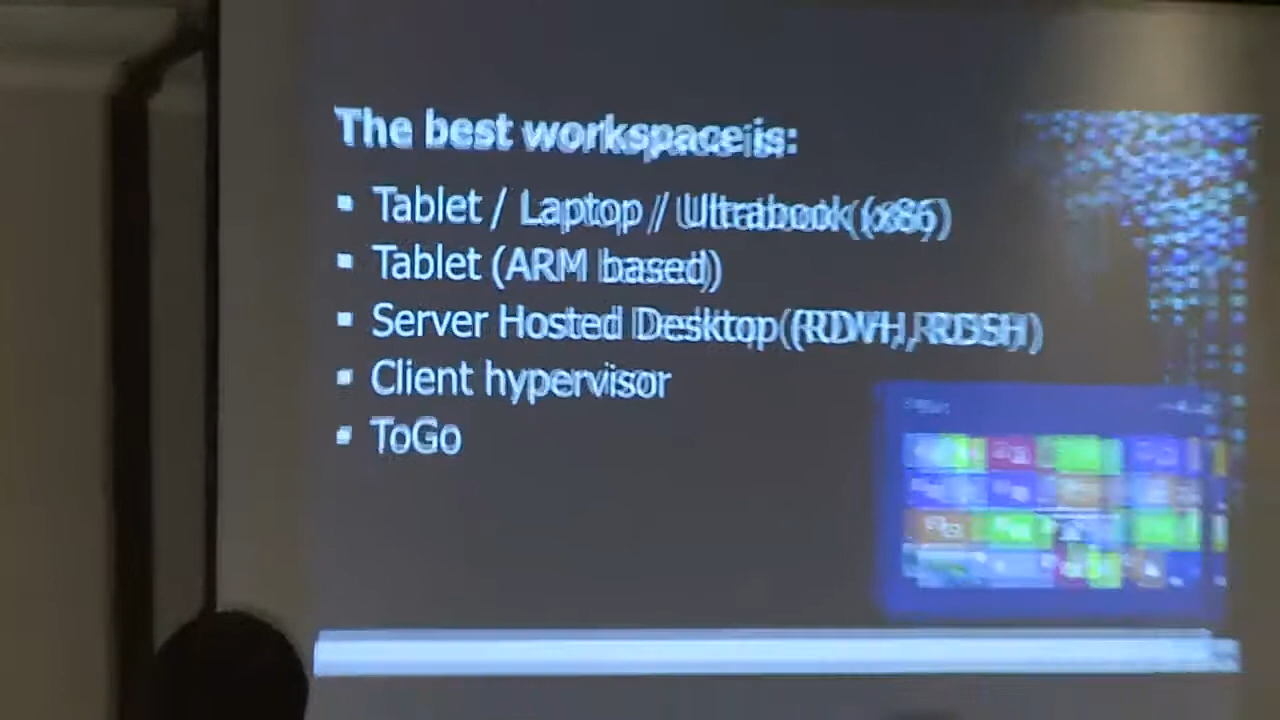 The best workspace is:
Tablet / Laptop / Ultrabook (x86)
Tablet (ARM based)
Server Hosted Desktop (RDVH, RDSH)
Client hypervisor
ToGo